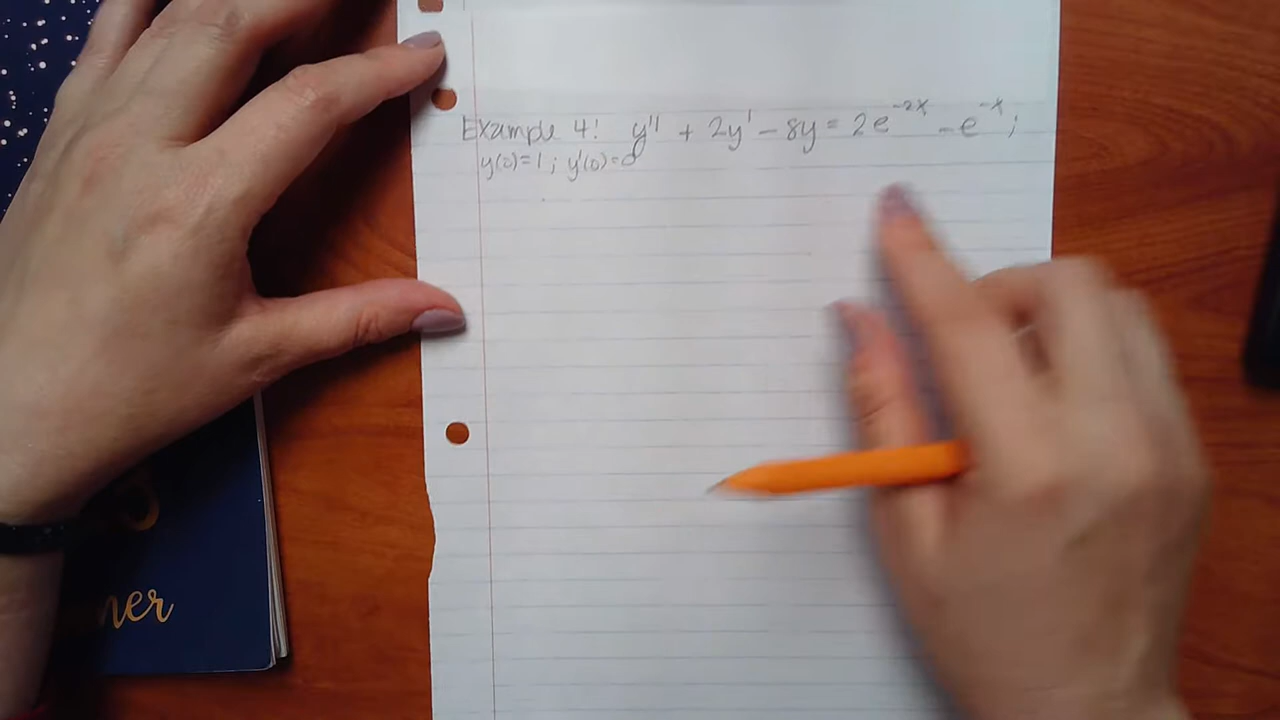 Example 4! y'' + 2y' - 8y = 2e⁻²ˣ - e⁻ˣ;
y(0)=1; y'(0)=0